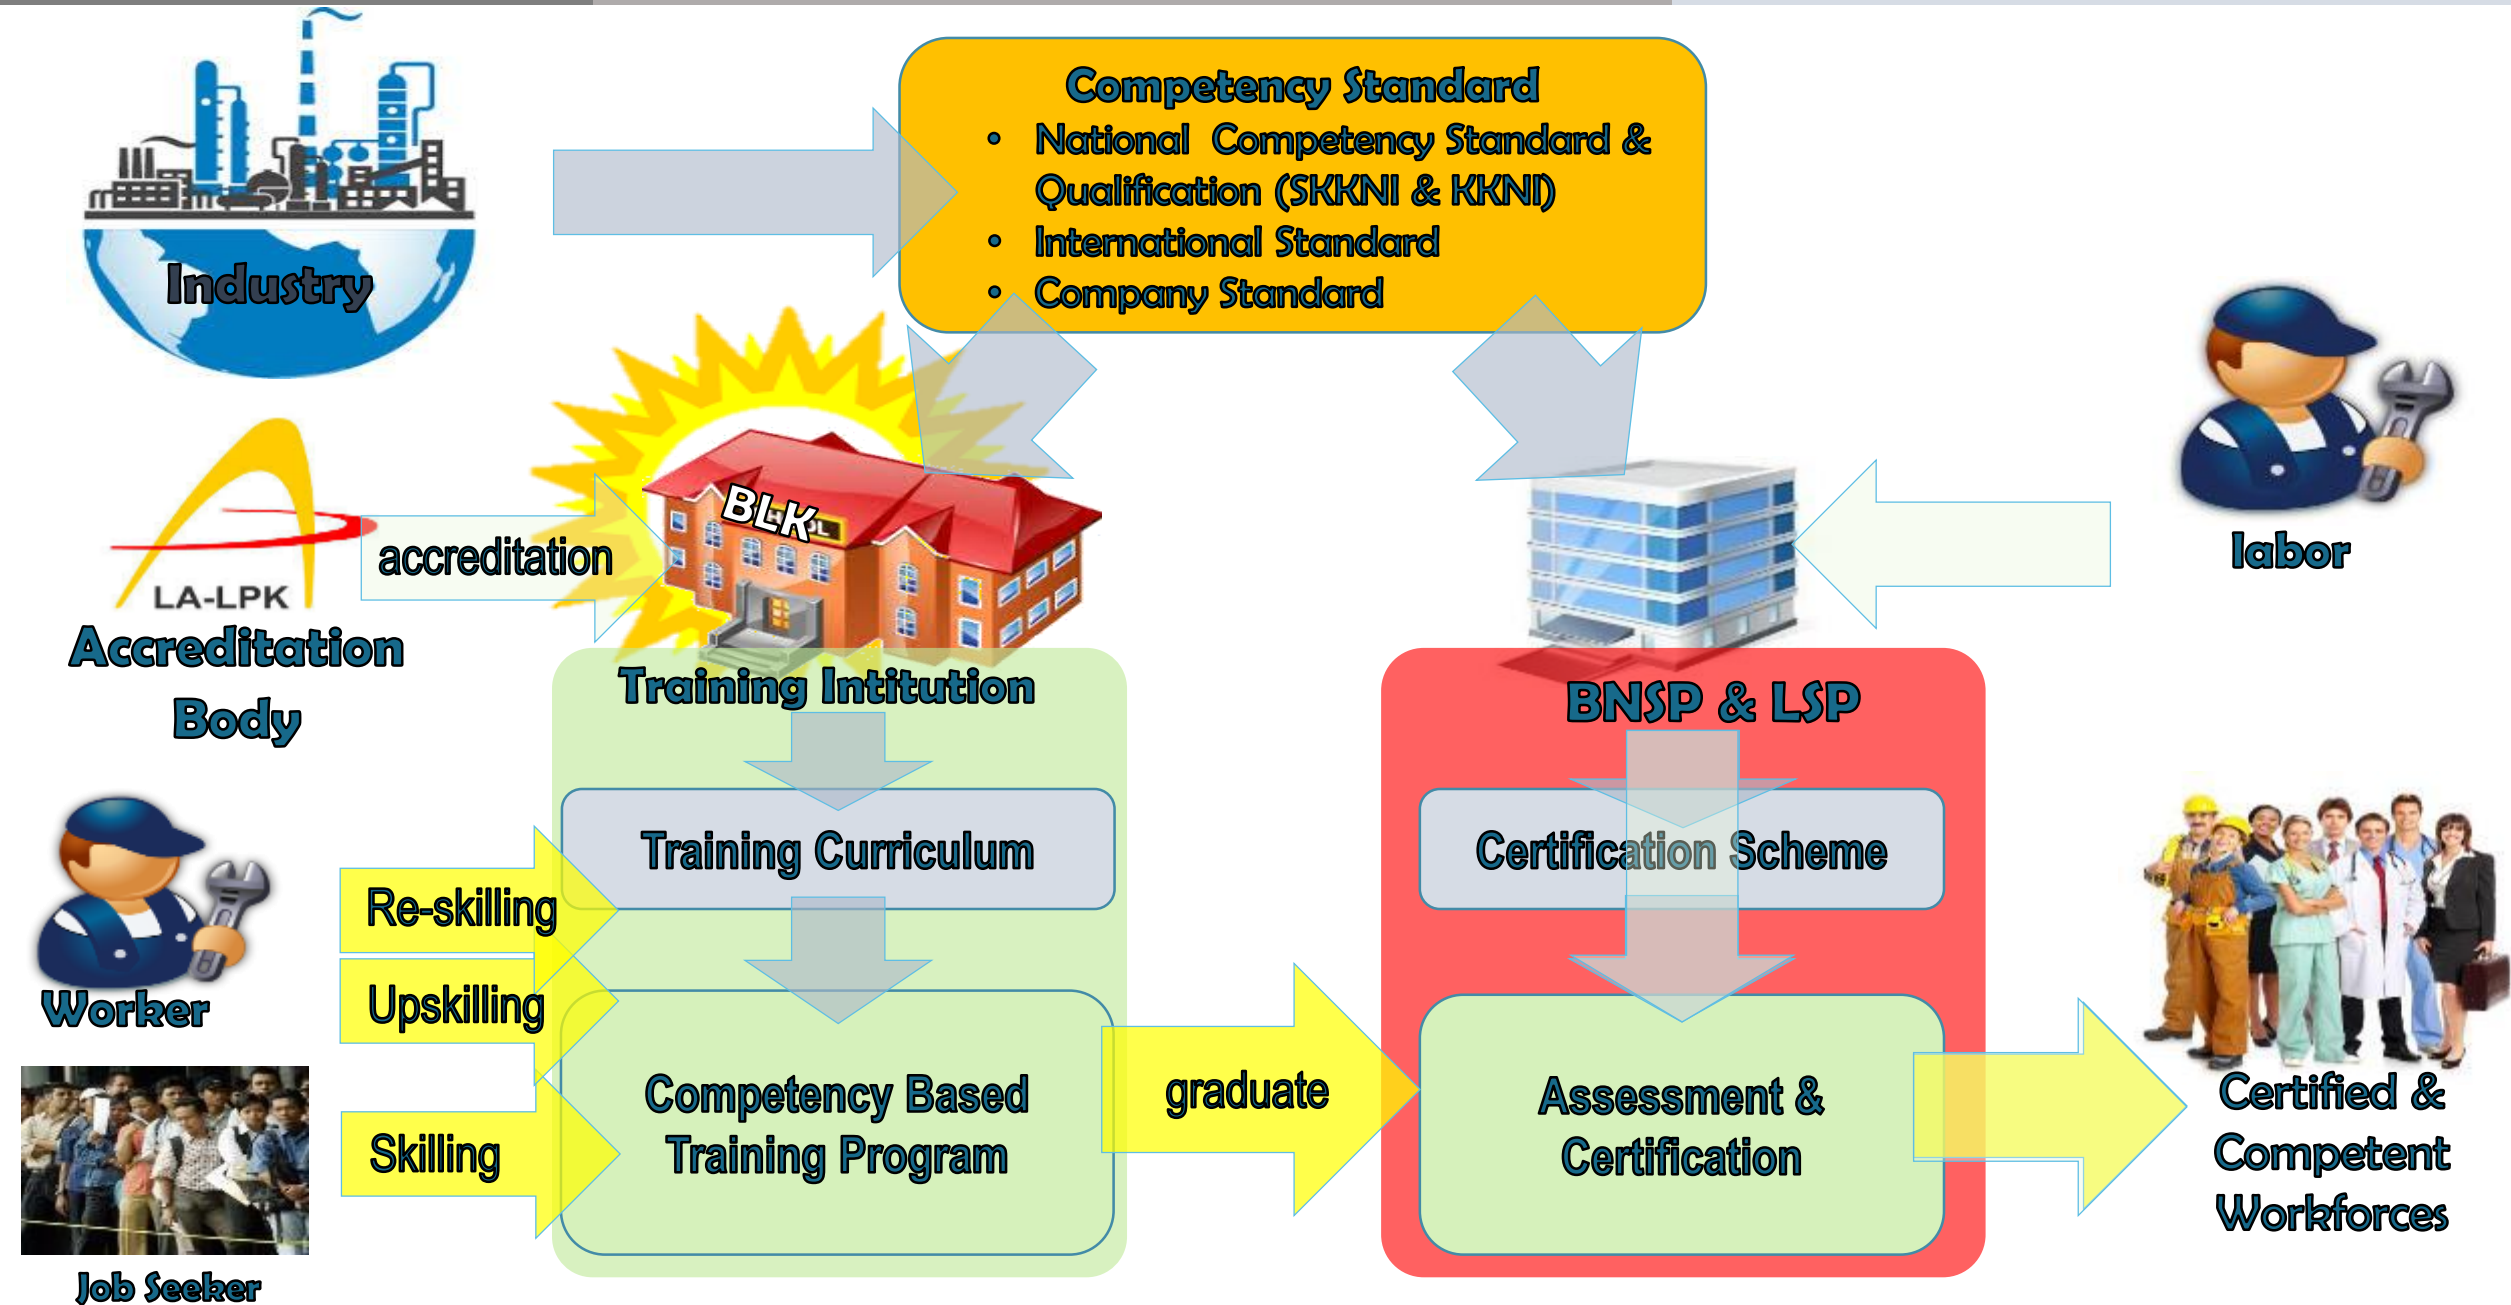 Competency Standard
• National Competency Standard &
Qualification (SKKNI & KKNI)
• International Standard
• Company Standard
Industry
BLK
accreditation
LA-LPK
Accreditation
Body
labor
Training Intitution
BNSP & LSP
Training Curriculum
Certification Scheme
Re-skilling
Upskilling
Worker
Skilling
Competency Based
Training Program
graduate
Assessment &
Certification
Certified &
Competent
Workforces
Job Seeker